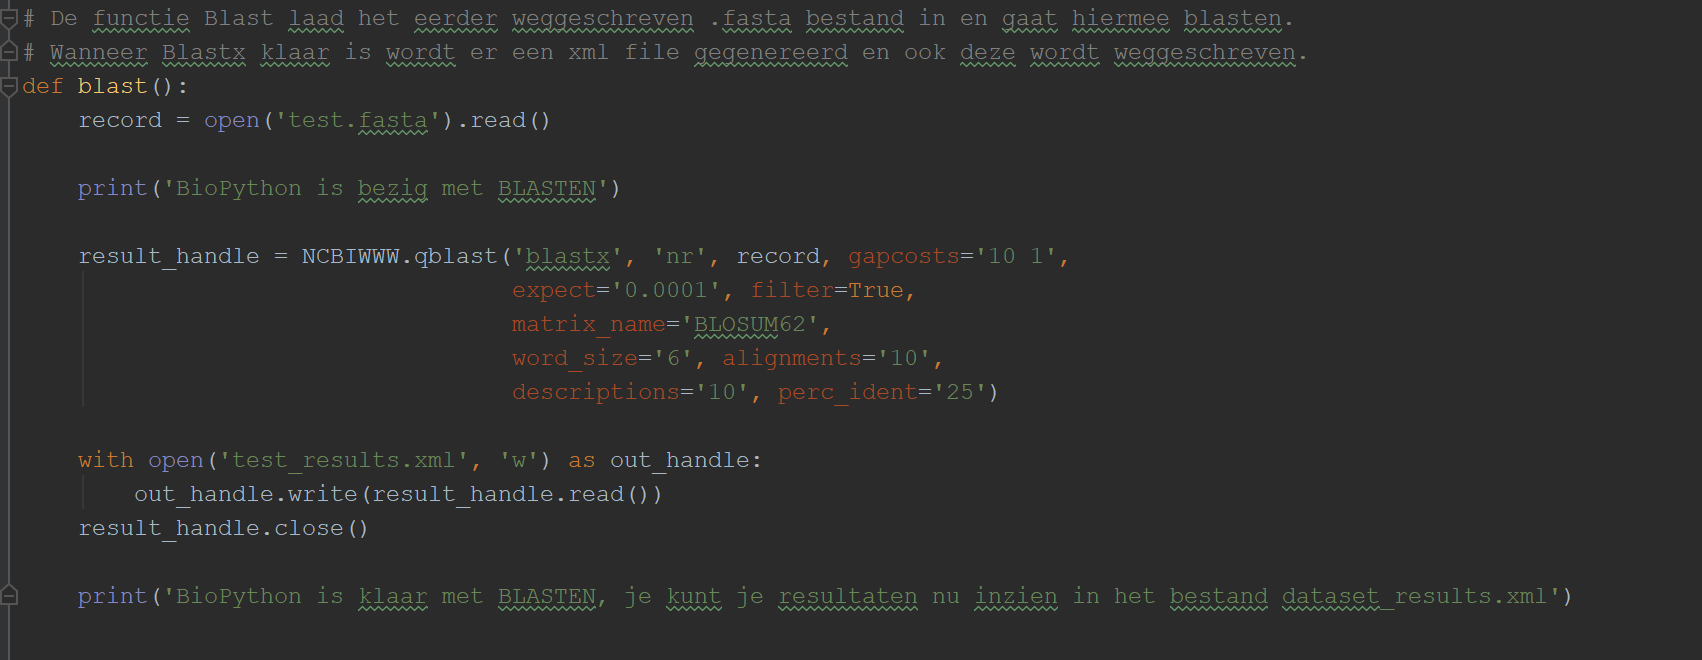 # De functie Blast laad het eerder weggeschreven .fasta bestand in en gaat hiermee blasten.
# Wanneer Blastx klaar is wordt er een xml file gegenereerd en ook deze wordt weggeschreven.
def blast():
    record = open('test.fasta').read()
    print('BioPython is bezig met BLASTEN')
    result_handle = NCBIWWW.qblast('blastx', 'nr', record, gapcosts='10 1',
                                   expect='0.0001', filter=True,
                                   matrix_name='BLOSUM62',
                                   word_size='6', alignments='10',
                                   descriptions='10', perc_ident='25')
    with open('test_results.xml', 'w') as out_handle:
        out_handle.write(result_handle.read())
    result_handle.close()
    print('BioPython is klaar met BLASTEN, je kunt je resultaten nu inzien in het bestand dataset_results.xml')